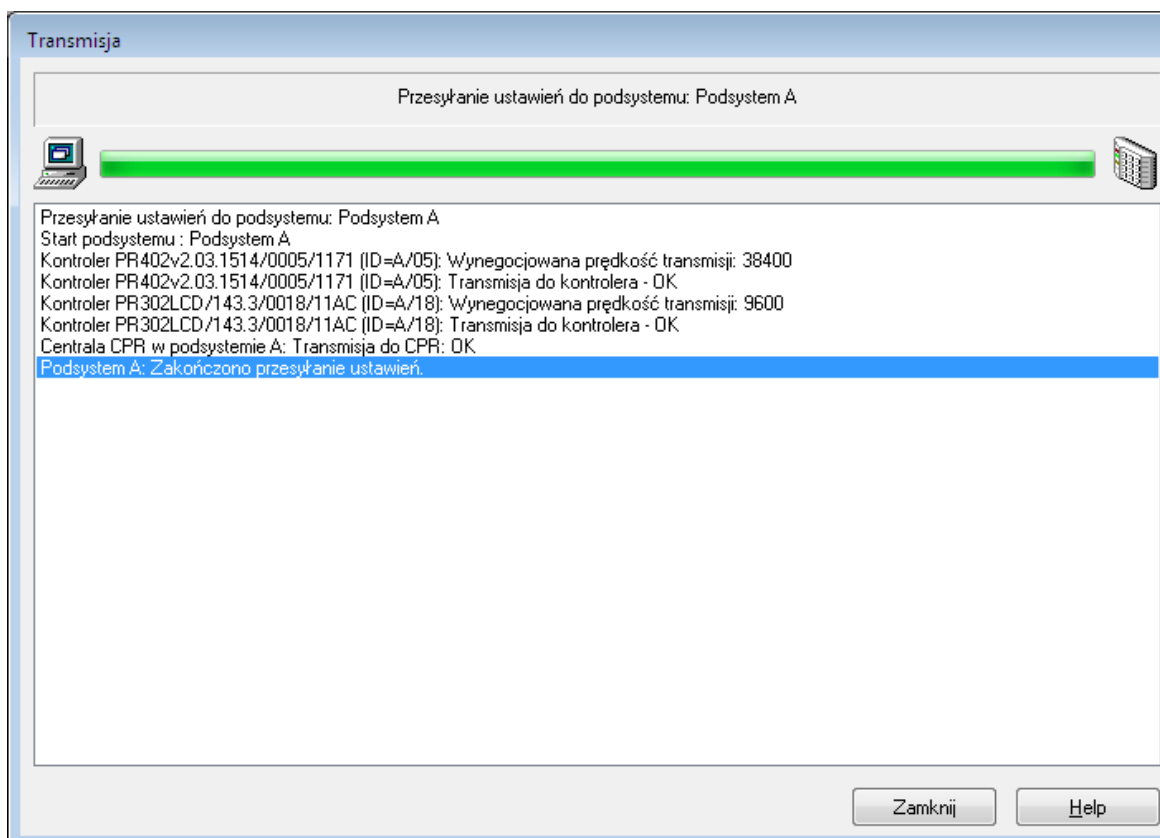 Transmisja
Przesyłanie ustawień do podsystemu: Podsystem A
Przesyłanie ustawień do podsystemu: Podsystem A
Start podsystemu : Podsystem A
Kontroler PR402v2.03.1514/0005/1171 (ID=A/05): Wynegocjowana prędkość transmisji: 38400
Kontroler PR402v2.03.1514/0005/1171 (ID=A/05): Transmisja do kontrolera - OK
Kontroler PR302LCD/143.3/0018/11AC (ID=A/18): Wynegocjowana prędkość transmisji: 9600
Kontroler PR302LCD/143.3/0018/11AC (ID=A/18): Transmisja do kontrolera - OK
Centrala CPR w podsystemie A: Transmisja do CPR: OK
Podsystem A: Zakończono przesyłanie ustawień.
Zamknij
Help